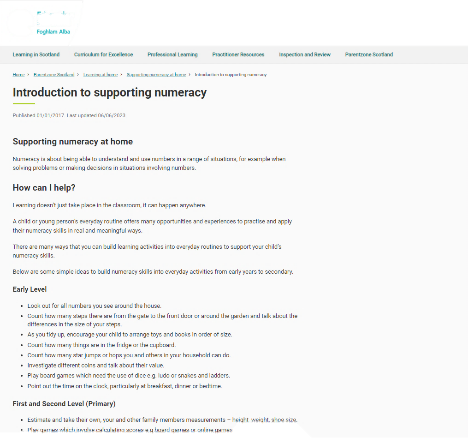 Foghlam Alba
Learning in Scotland Curriculum for Excellence Professional Learning Practitioner Resources Inspection and Review Parentzone Scotland
Home > Parentzone Scotland > Learning at home > Supporting numeracy at home > Introduction to supporting numeracy
Introduction to supporting numeracy
Published 01/01/2017 Last updated 06/06/2023
Supporting numeracy at home
Numeracy is about being able to understand and use numbers in a range of situations, for example when
solving problems or making decisions in situations involving numbers.
How can I help?
Learning doesn't just take place in the classroom, it can happen anywhere.
A child or young person's everyday routine offers many opportunities and experiences to practise and apply
their numeracy skills in real and meaningful ways.
There are many ways that you can build learning activities into everyday routines to support your child's
numeracy skills.
Below are some simple ideas to build numeracy skills into everyday activities from early years to secondary.
Early Level
• Look out for all numbers you see around the house.
• Count how many steps there are from the gate to the front door or around the garden and talk about the
differences in the size of your steps.
• As you tidy up, encourage your child to arrange toys and books in order of size.
• Count how many things are in the fridge or the cupboard.
• Count how many star jumps or hops you and others in your household can do
• Investigate different coins and talk about their value.
• Play board games which need the use of dice e.g. ludo or snakes and ladders.
• Point out the time on the clock, particularly at breakfast, dinner or bedtime.
First and Second Level (Primary)
• Estimate and take their own, your and other family members measurements – height, weight, shoe size.
• Play games which involve calculating scores e.g board games or online games